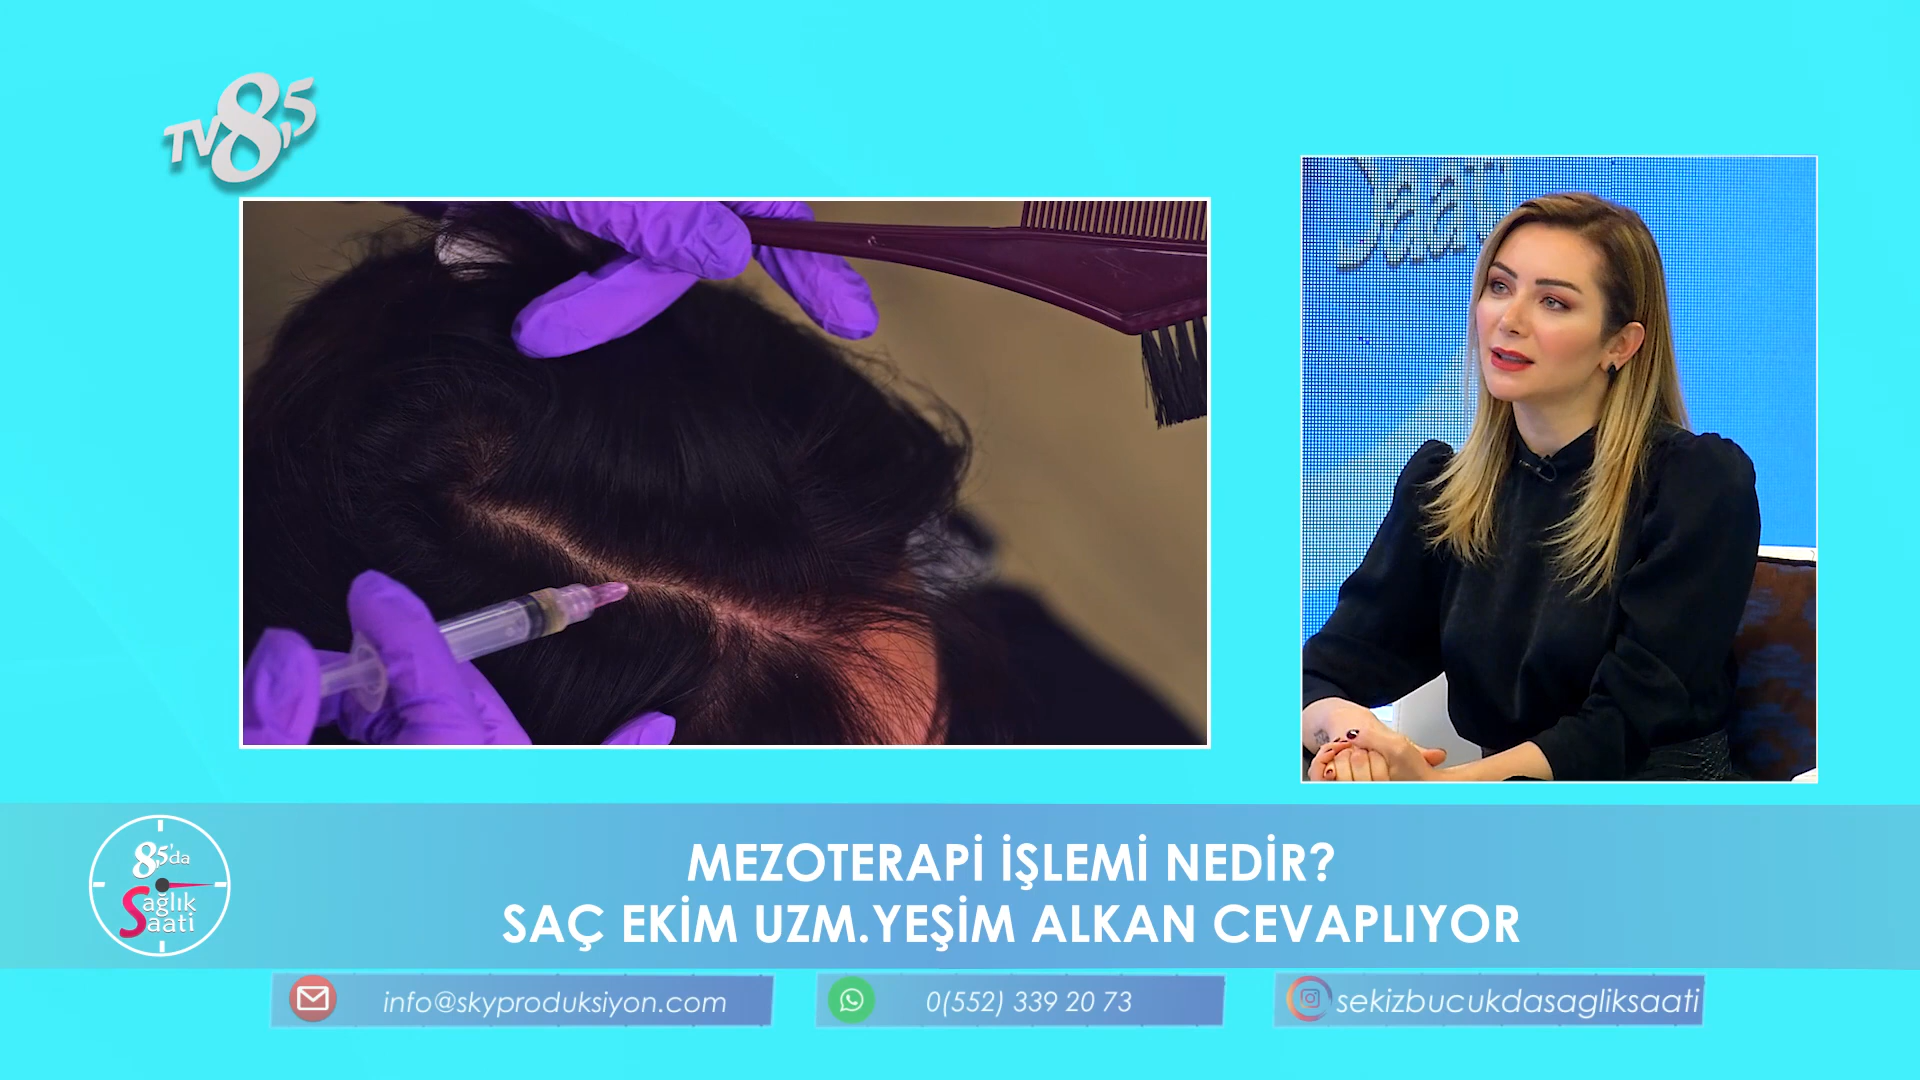 TV8,5
Saati
MEZOTERAPİ İŞLEMİ NEDİR?
SAÇ EKİM UZM.YEŞİM ALKAN CEVAPLIYOR
8,5'da
Sağlık
Saati
info@skyproduksiyon.com
0(552) 339 20 73
sekizbucukdasagliksaati